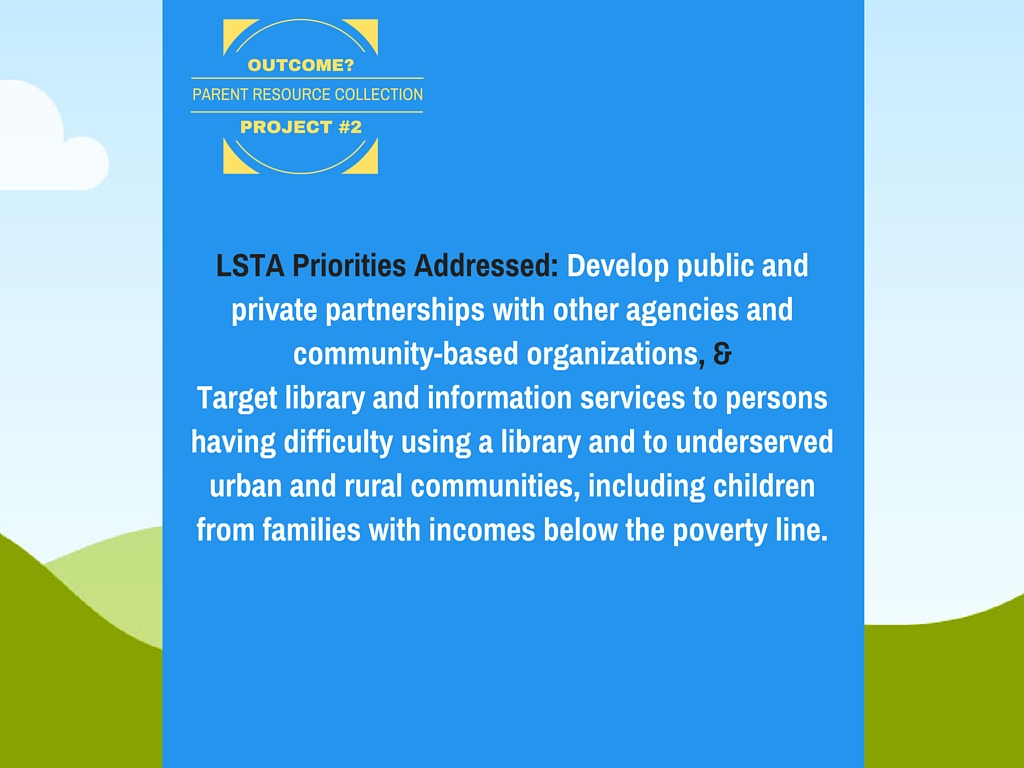 OUTCOME?
PARENT RESOURCE COLLECTION
PROJECT #2
LSTA Priorities Addressed: Develop public and
private partnerships with other agencies and
community-based organizations, &
Target library and information services to persons
having difficulty using a library and to underserved
urban and rural communities, including children
from families with incomes below the poverty line.